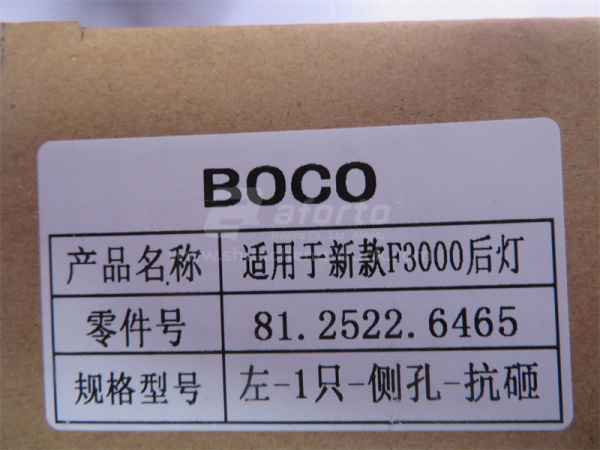 BOCO
aforto
产品名称 适用于新款F3000后灯
零件号 81.2522.6465
规格型号 左-1只-侧孔-抗砸